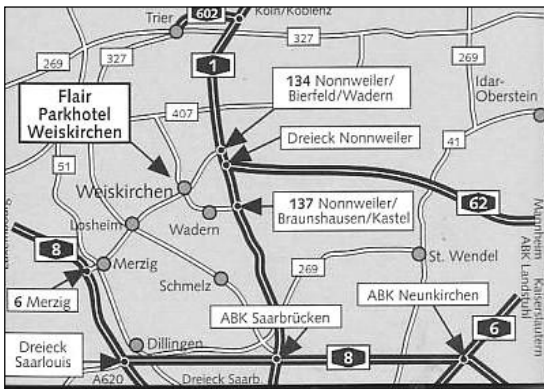 602
Köln/Koblenz
Trier
327
269
327
269
1
134 Nonnweiler/
Bierfeld/Wadern
Idar-
Oberstein
Flair
Parkhotel
Weiskirchen
407
Dreieck Nonnweiler
41
51
Weiskirchen
137 Nonnweiler/
Braunshausen/Kastel
62
Wadern
Losheim
Mannheim
Kaiserslautern
ABK Landstuhl
8
Merzig
269
St. Wendel
6 Merzig
Schmelz
ABK Neunkirchen
ABK Saarbrücken
6
Dreieck
Saarlouis
Dillingen
8
A620
Dreieck Saarb.